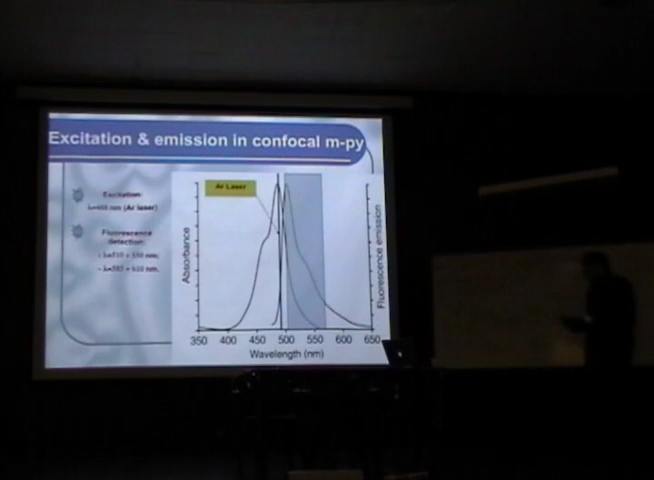 Excitation & emission in confocal m-py
Ar Laser
Excitation:
(Ar laser)
Fluorescence
detection:
Absorbance
Fluorescence emission
350 400 450 500 550 600 650
Wavelength (nm)